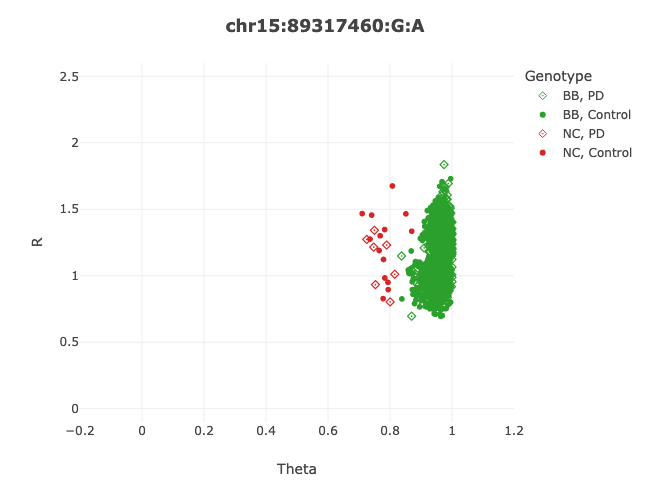 chr15:89317460:G:A
Genotype
BB, PD
BB, Control
NC, PD
NC, Control
2.5
2
1.5
1
0.5
0
R
−0.2 0 0.2 0.4 0.6 0.8 1 1.2
Theta